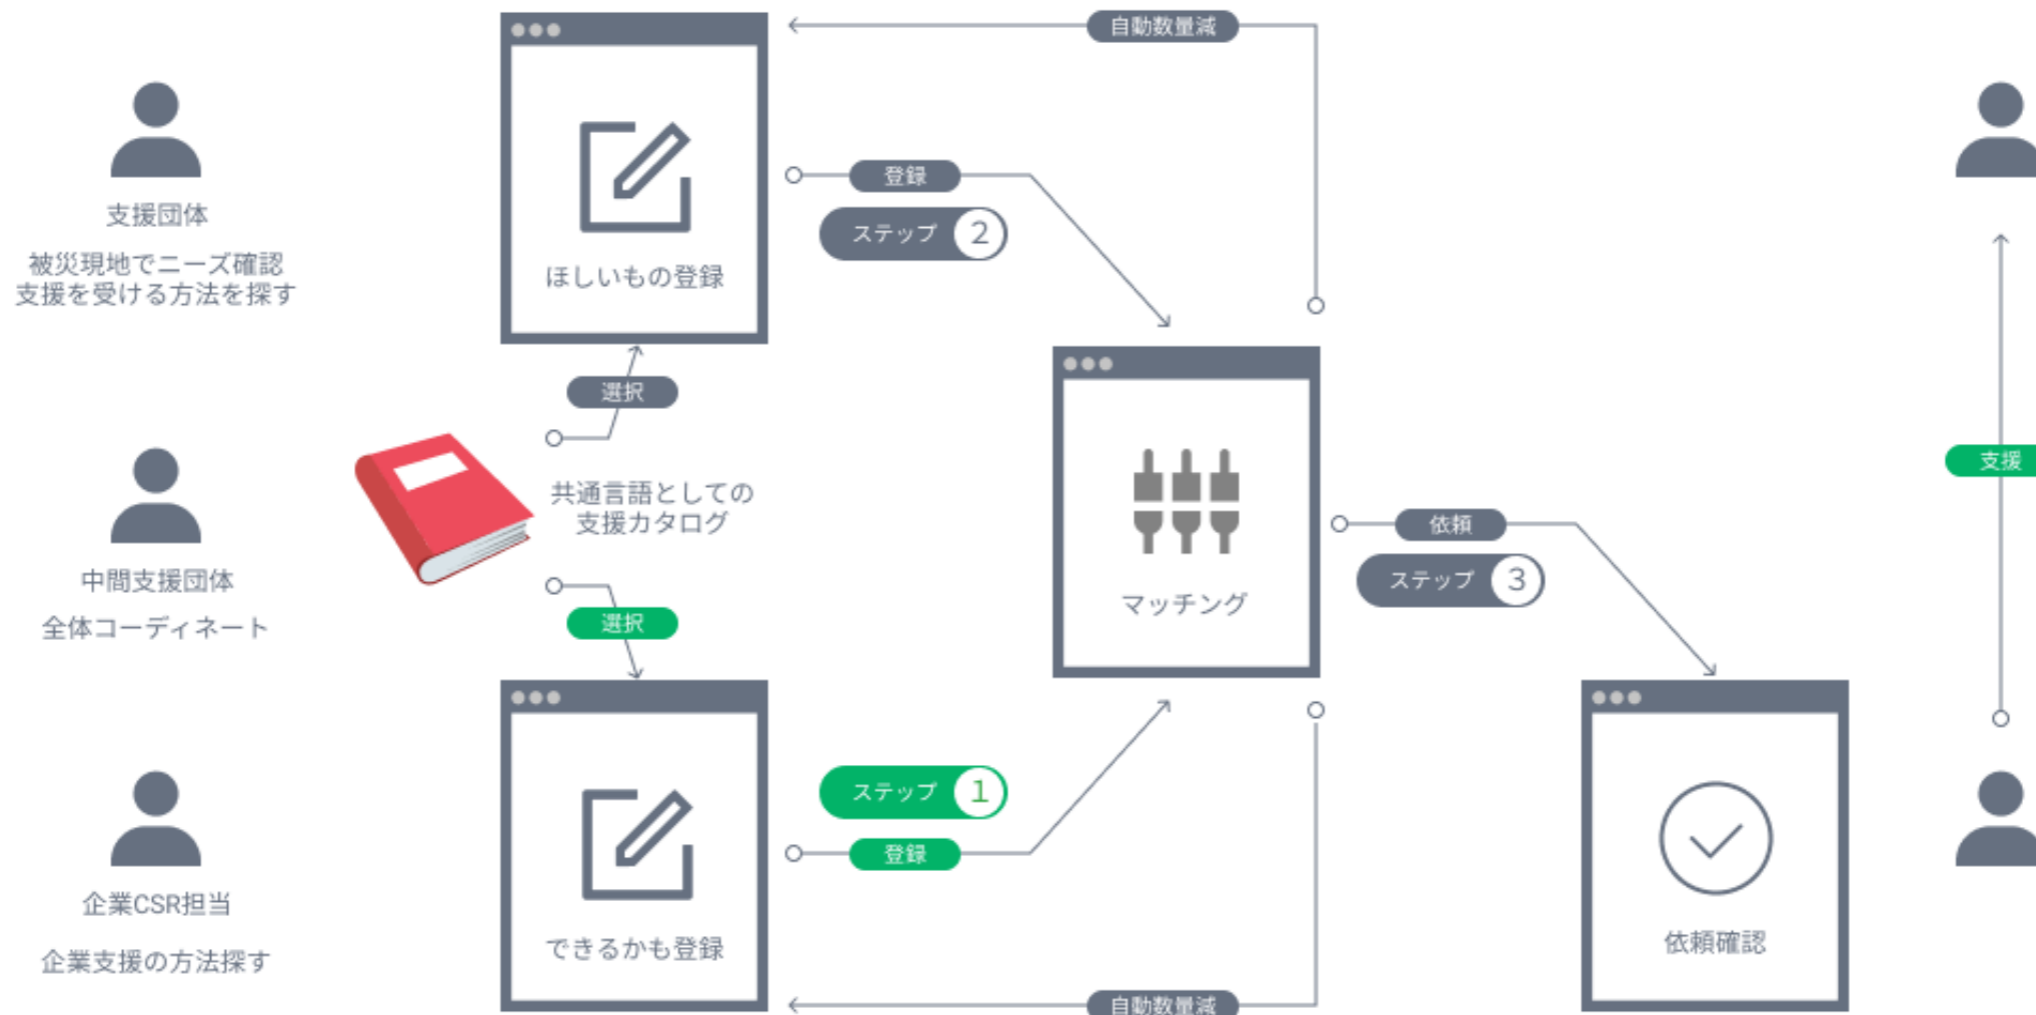 自動数量減
支援団体
被災現地でニーズ確認
支援を受ける方法を探す
ほしいもの登録
登録
ステップ 2
選択
共通言語としての
支援カタログ
中間支援団体
全体コーディネート
選択
マッチング
依頼
ステップ 3
支援
ステップ 1
登録
企業CSR担当
企業支援の方法探す
できるかも登録
依頼確認
自動数量減